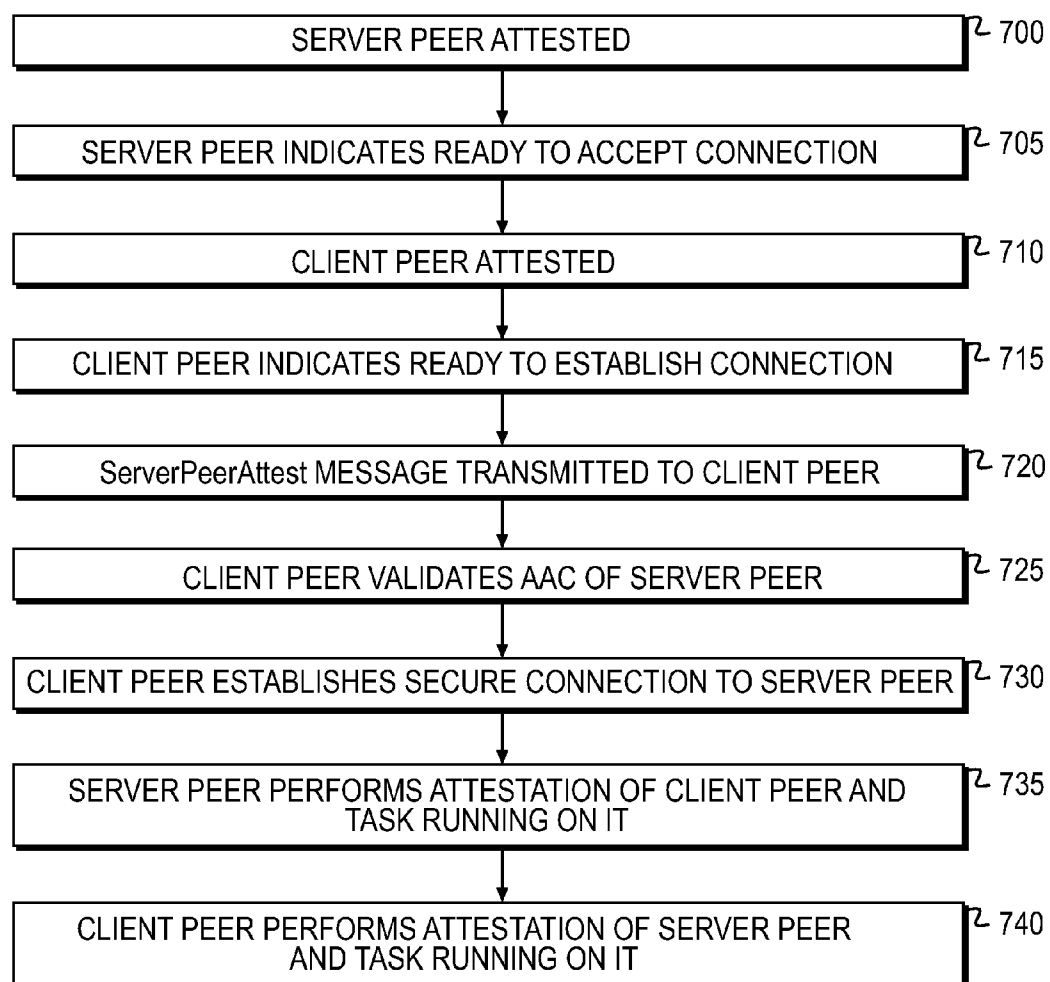 SERVER PEER ATTESTED 700
SERVER PEER INDICATES READY TO ACCEPT CONNECTION 705
CLIENT PEER ATTESTED 710
CLIENT PEER INDICATES READY TO ESTABLISH CONNECTION 715
ServerPeerAttest MESSAGE TRANSMITTED TO CLIENT PEER 720
CLIENT PEER VALIDATES AAC OF SERVER PEER 725
CLIENT PEER ESTABLISHES SECURE CONNECTION TO SERVER PEER 730
SERVER PEER PERFORMS ATTESTATION OF CLIENT PEER AND 735
TASK RUNNING ON IT
CLIENT PEER PERFORMS ATTESTATION OF SERVER PEER 740
AND TASK RUNNING ON IT